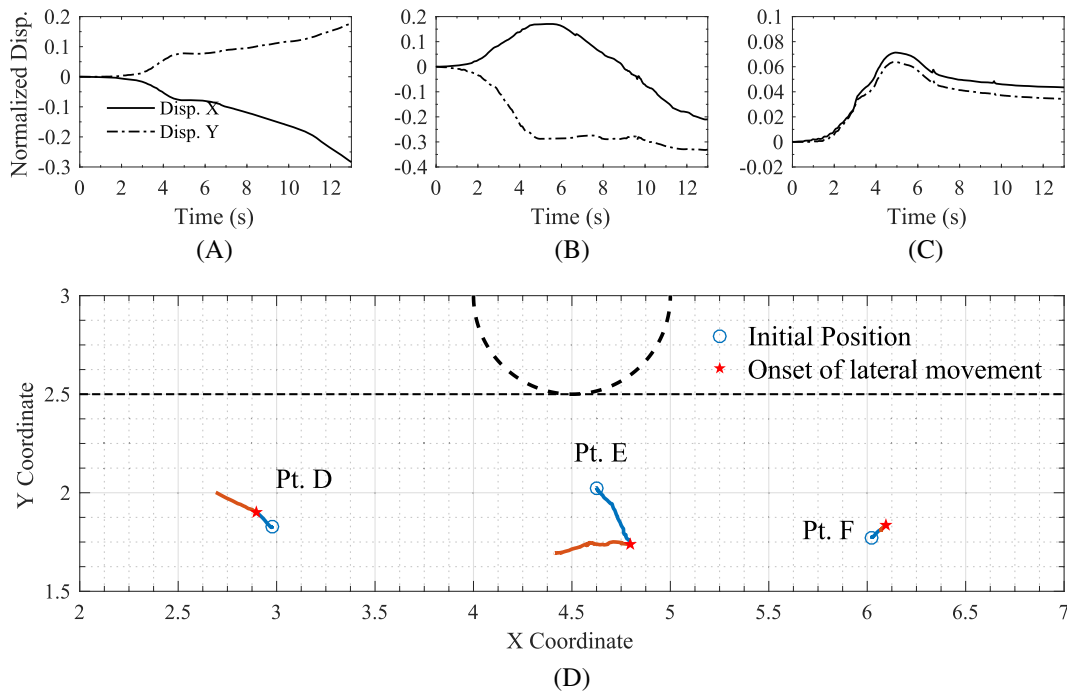 Normalized Disp.
0.2
0.1
0
-0.1
-0.2
-0.3
Disp. X
Disp. Y
0 2 4 6 8 10 12
Time (s)
(A)
0.2
0.1
0
-0.1
-0.2
-0.3
-0.4
0 2 4 6 8 10 12
Time (s)
(B)
0.1
0.08
0.06
0.04
0.02
0
-0.02
0 2 4 6 8 10 12
Time (s)
(C)
Y Coordinate
3
2.5
2
1.5
Initial Position
Onset of lateral movement
Pt. D
Pt. E
Pt. F
2 2.5 3 3.5 4 4.5 5 5.5 6 6.5 7
X Coordinate
(D)